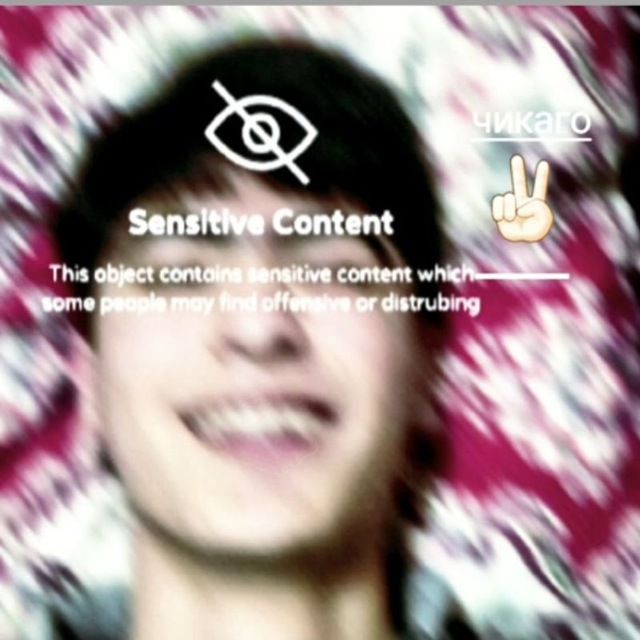 чикаго
Sensitive Content
This object contains sensitive content which
some people may find offensive or distrubing